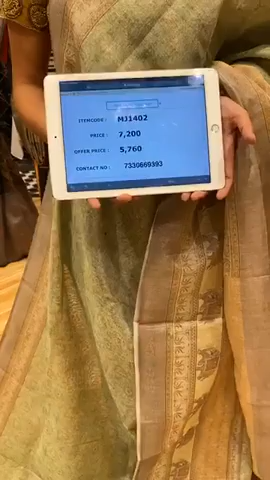 ITEMCODE : MJ1402
PRICE : 7,200
OFFER PRICE : 5,760
CONTACT NO : 7330669393